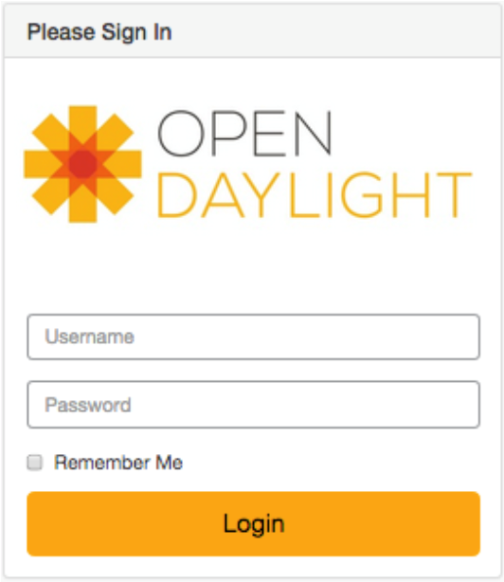 Please Sign In
OPEN
DAYLIGHT
Username
Password
Remember Me
Login